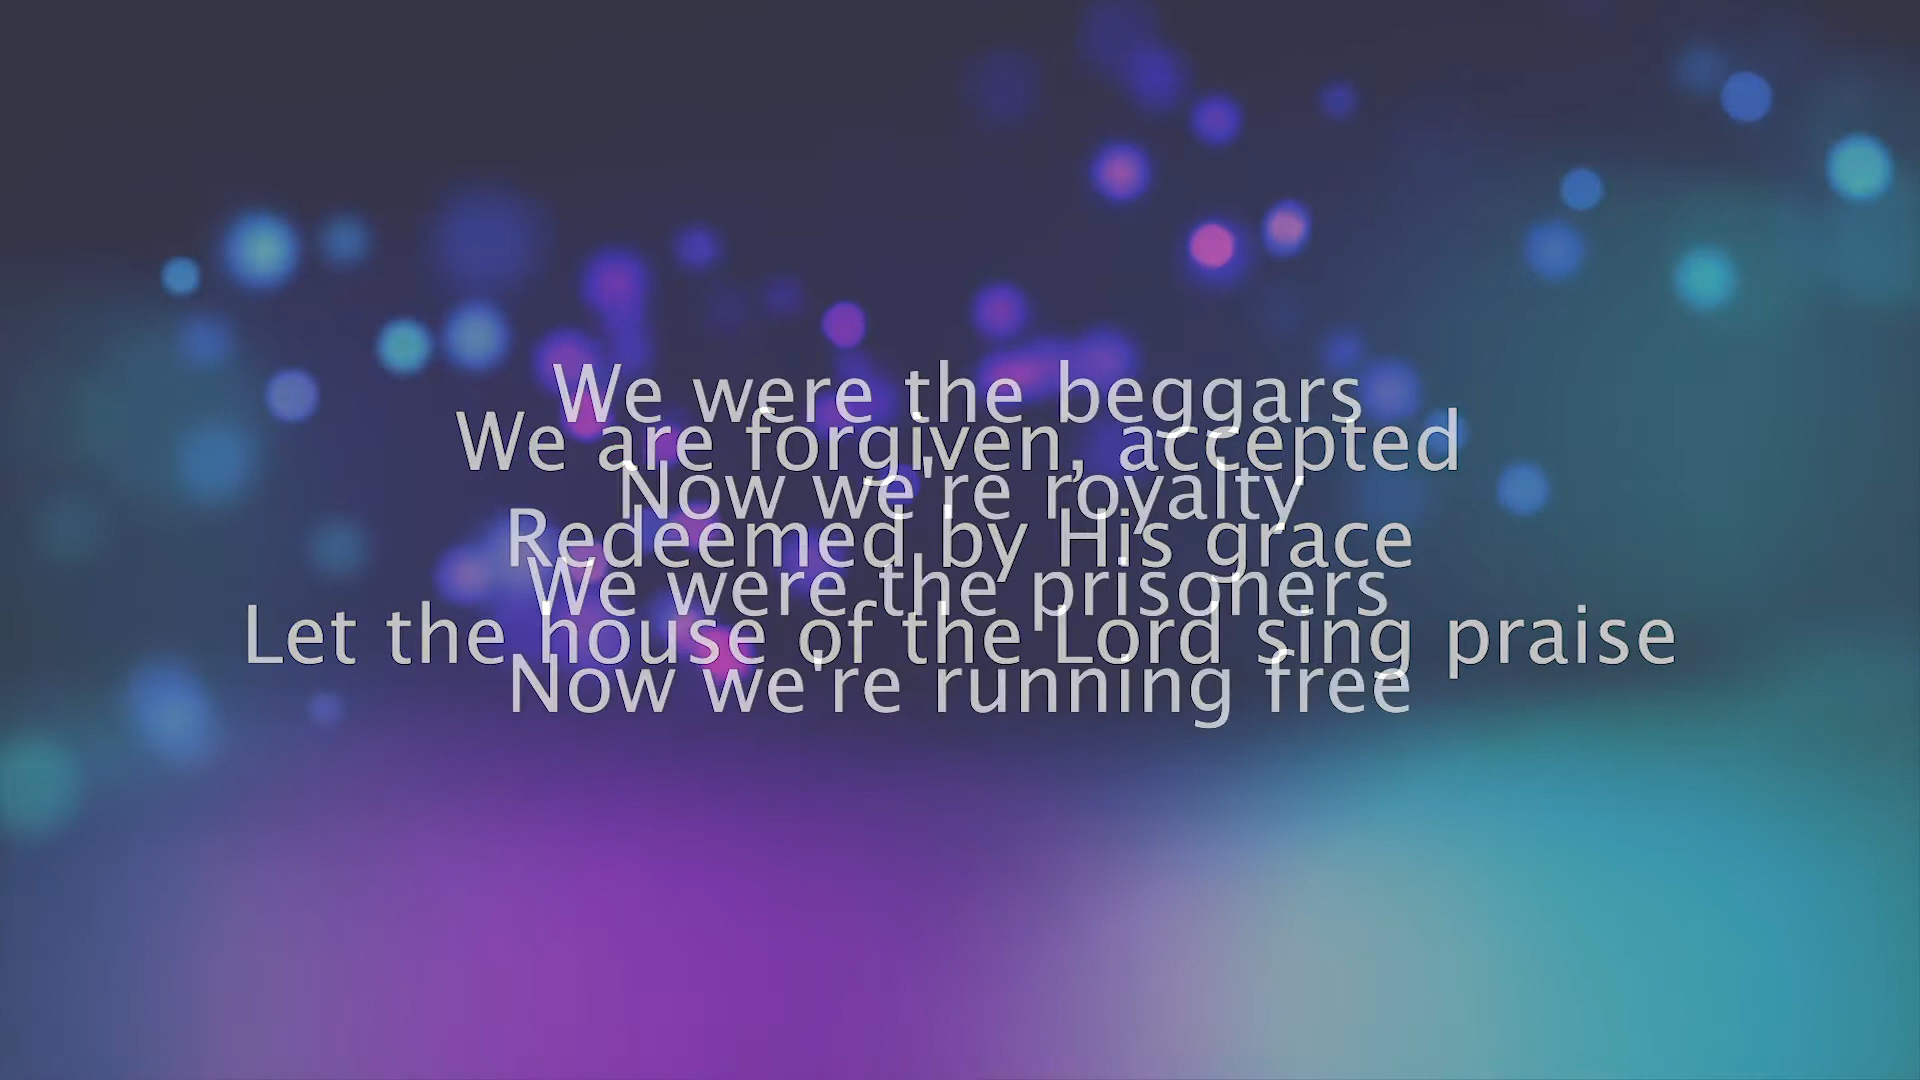 We were the beggars
We are forgiven, accepted
Now we're royalty
Redeemed by His grace
We were the prisoners
Let the house of the Lord sing praise
Now we're running free